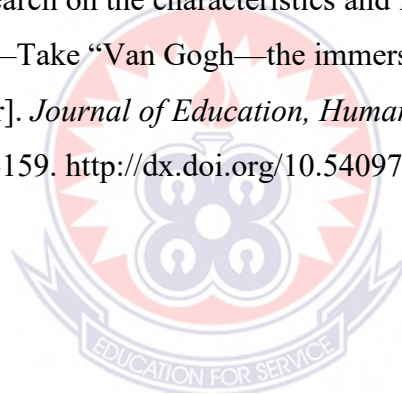 earch on the characteristics and
–Take “Van Gogh—the immers
r]. Journal of Education, Human
159. http://dx.doi.org/10.54097
EDUCATION FOR SERVICE